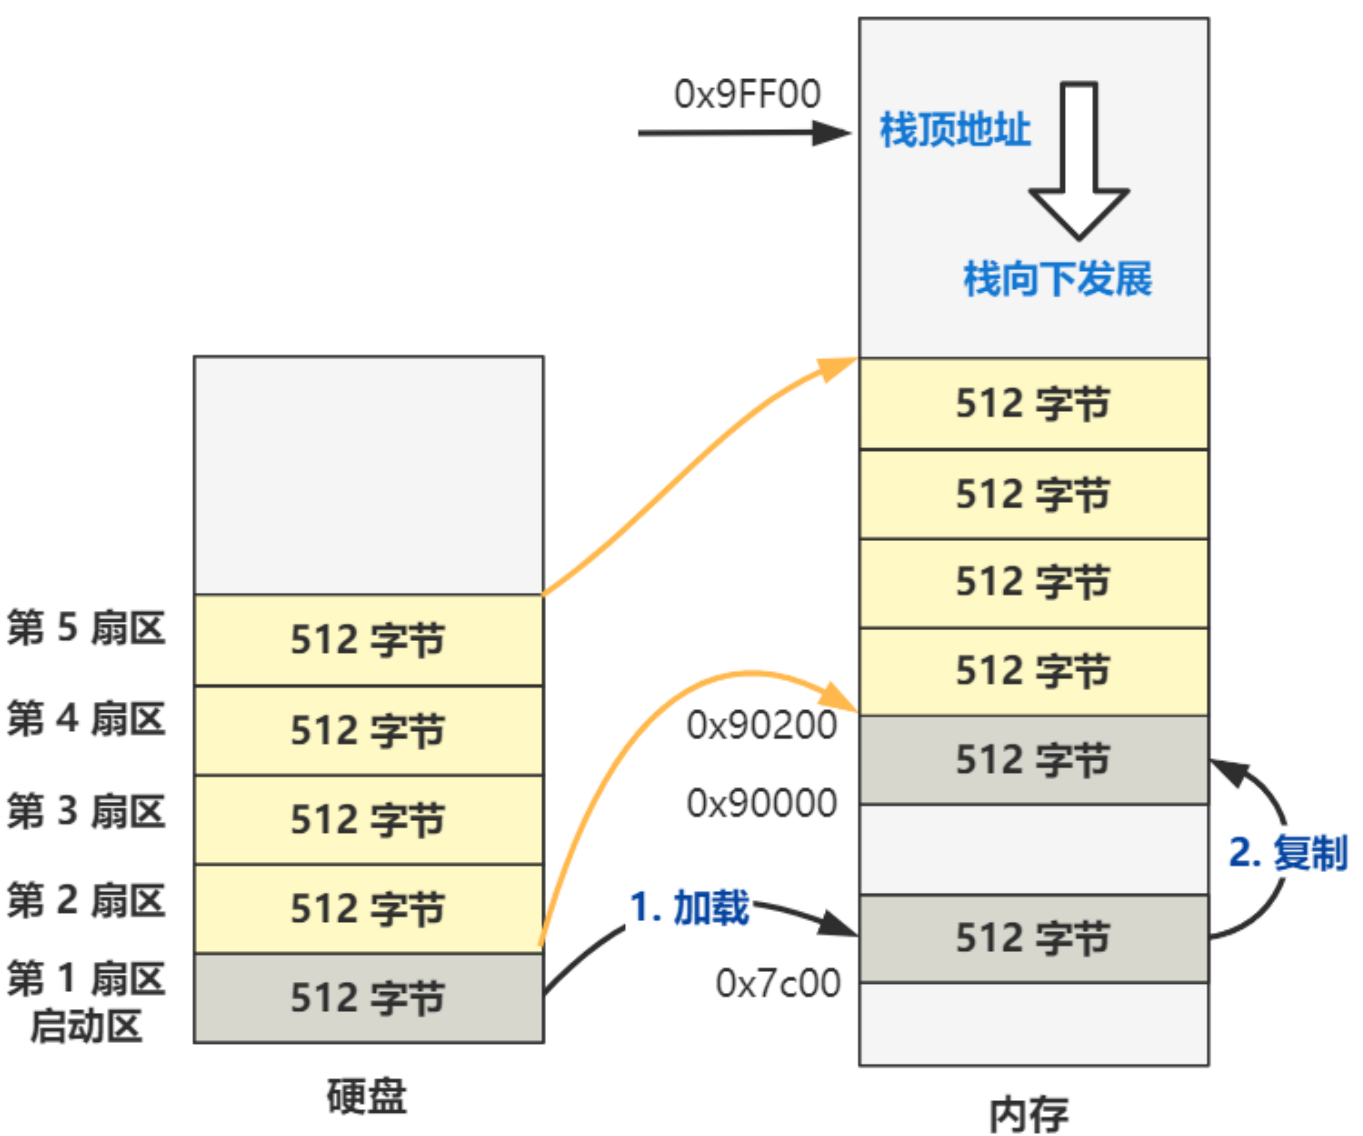 0x9FF00
栈顶地址
栈向下发展
512 字节
512 字节
512 字节
512 字节
0x90200
512 字节
0x90000
2. 复制
512 字节
0x7c00
内存
第 5 扇区
512 字节
第 4 扇区
512 字节
第 3 扇区
512 字节
第 2 扇区
512 字节
1. 加载
第 1 扇区
启动区
512 字节
硬盘